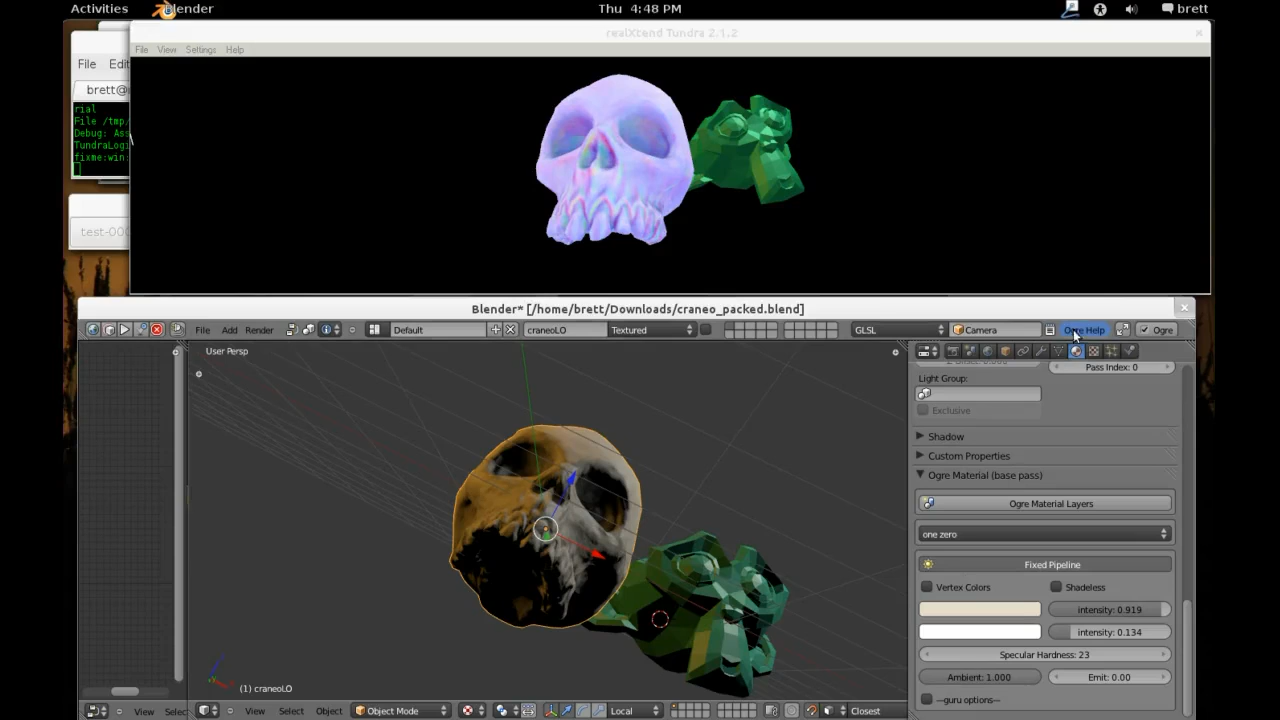 Activities Blender Thu 4:48 PM brett
realXtend Tundra 2.1.2
File View Settings Help
File Edit
brett@
rial
File /tmp/
Debug: Ass
TundraLogi
fixme:win:
test-000
Blender* [/home/brett/Downloads/craneo_packed.blend]
File Add Render Default craneoLO Textured GLSL Camera Ogre Help Ogre
User Persp
Pass Index: 0
Light Group:
Exclusive
Shadow
Custom Properties
Ogre Material (base pass)
Ogre Material Layers
one zero
Fixed Pipeline
Vertex Colors Shadeless
intensity: 0.919
intensity: 0.134
Specular Hardness: 23
Ambient: 1.000 Emit: 0.00
(1) craneoLO
---guru options---
View Selec View Select Object Object Mode Local Closest